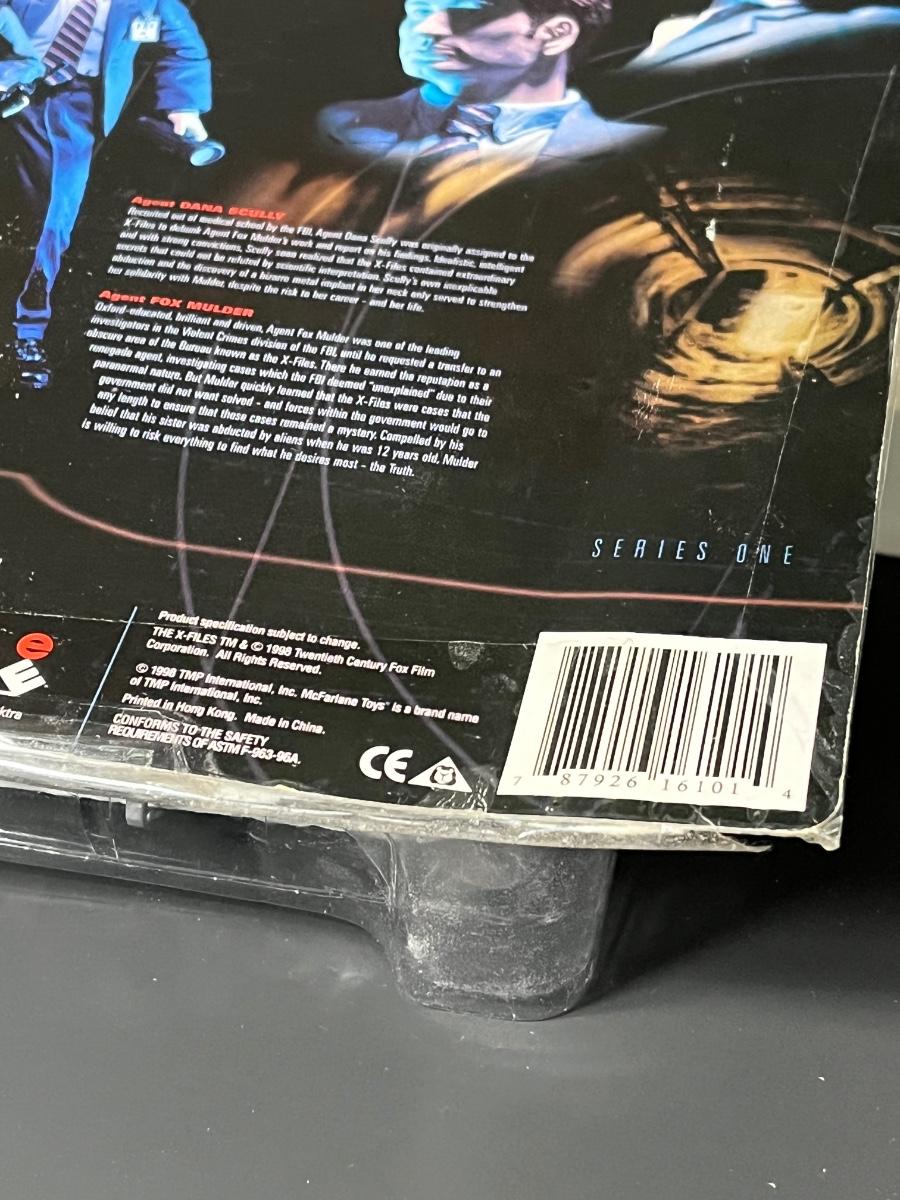 Agent DANA SCULLY
Recruited out of medical school by the FBI, Agent Dana Scully was originally assigned to the
X-Files to debunk Agent Fox Mulder's work and report on his findings. Idealistic, intelligent
and with strong convictions, Scully soon realized that the X-Files contained extraordinary
secrets that could not be refuted by scientific interpretation. Scully's own inexplicable
abduction and the discovery of a bizarre metal implant in her neck only served to strengthen
her solidarity with Mulder, despite the risk to her career - and her life.
Agent FOX MULDER
Oxford-educated, brilliant and driven, Agent Fox Mulder was one of the leading
investigators in the Violent Crimes division of the FBI, until he requested a transfer to an
obscure area of the Bureau known as the X-Files. There he earned the reputation as a
renegade agent, investigating cases which the FBI deemed "unexplained" due to their
paranormal nature. But Mulder quickly learned that the X-Files were cases that the
government did not want solved - and forces within the government would go to
any length to ensure that these cases remained a mystery. Compelled by his
belief that his sister was abducted by aliens when he was 12 years old, Mulder
is willing to risk everything to find what he desires most - the Truth.
SERIES ONE
Product specification subject to change.
THE X-FILES TM & © 1998 Twentieth Century Fox Film
Corporation. All Rights Reserved.
© 1998 TMP International, Inc. McFarlane Toys™ is a brand name
of TMP International, Inc.
Printed in Hong Kong. Made in China.
CONFORMS TO THE SAFETY
REQUIREMENTS OF ASTM F-963-96A.
CE
7 87926 16101 4
e
ktra